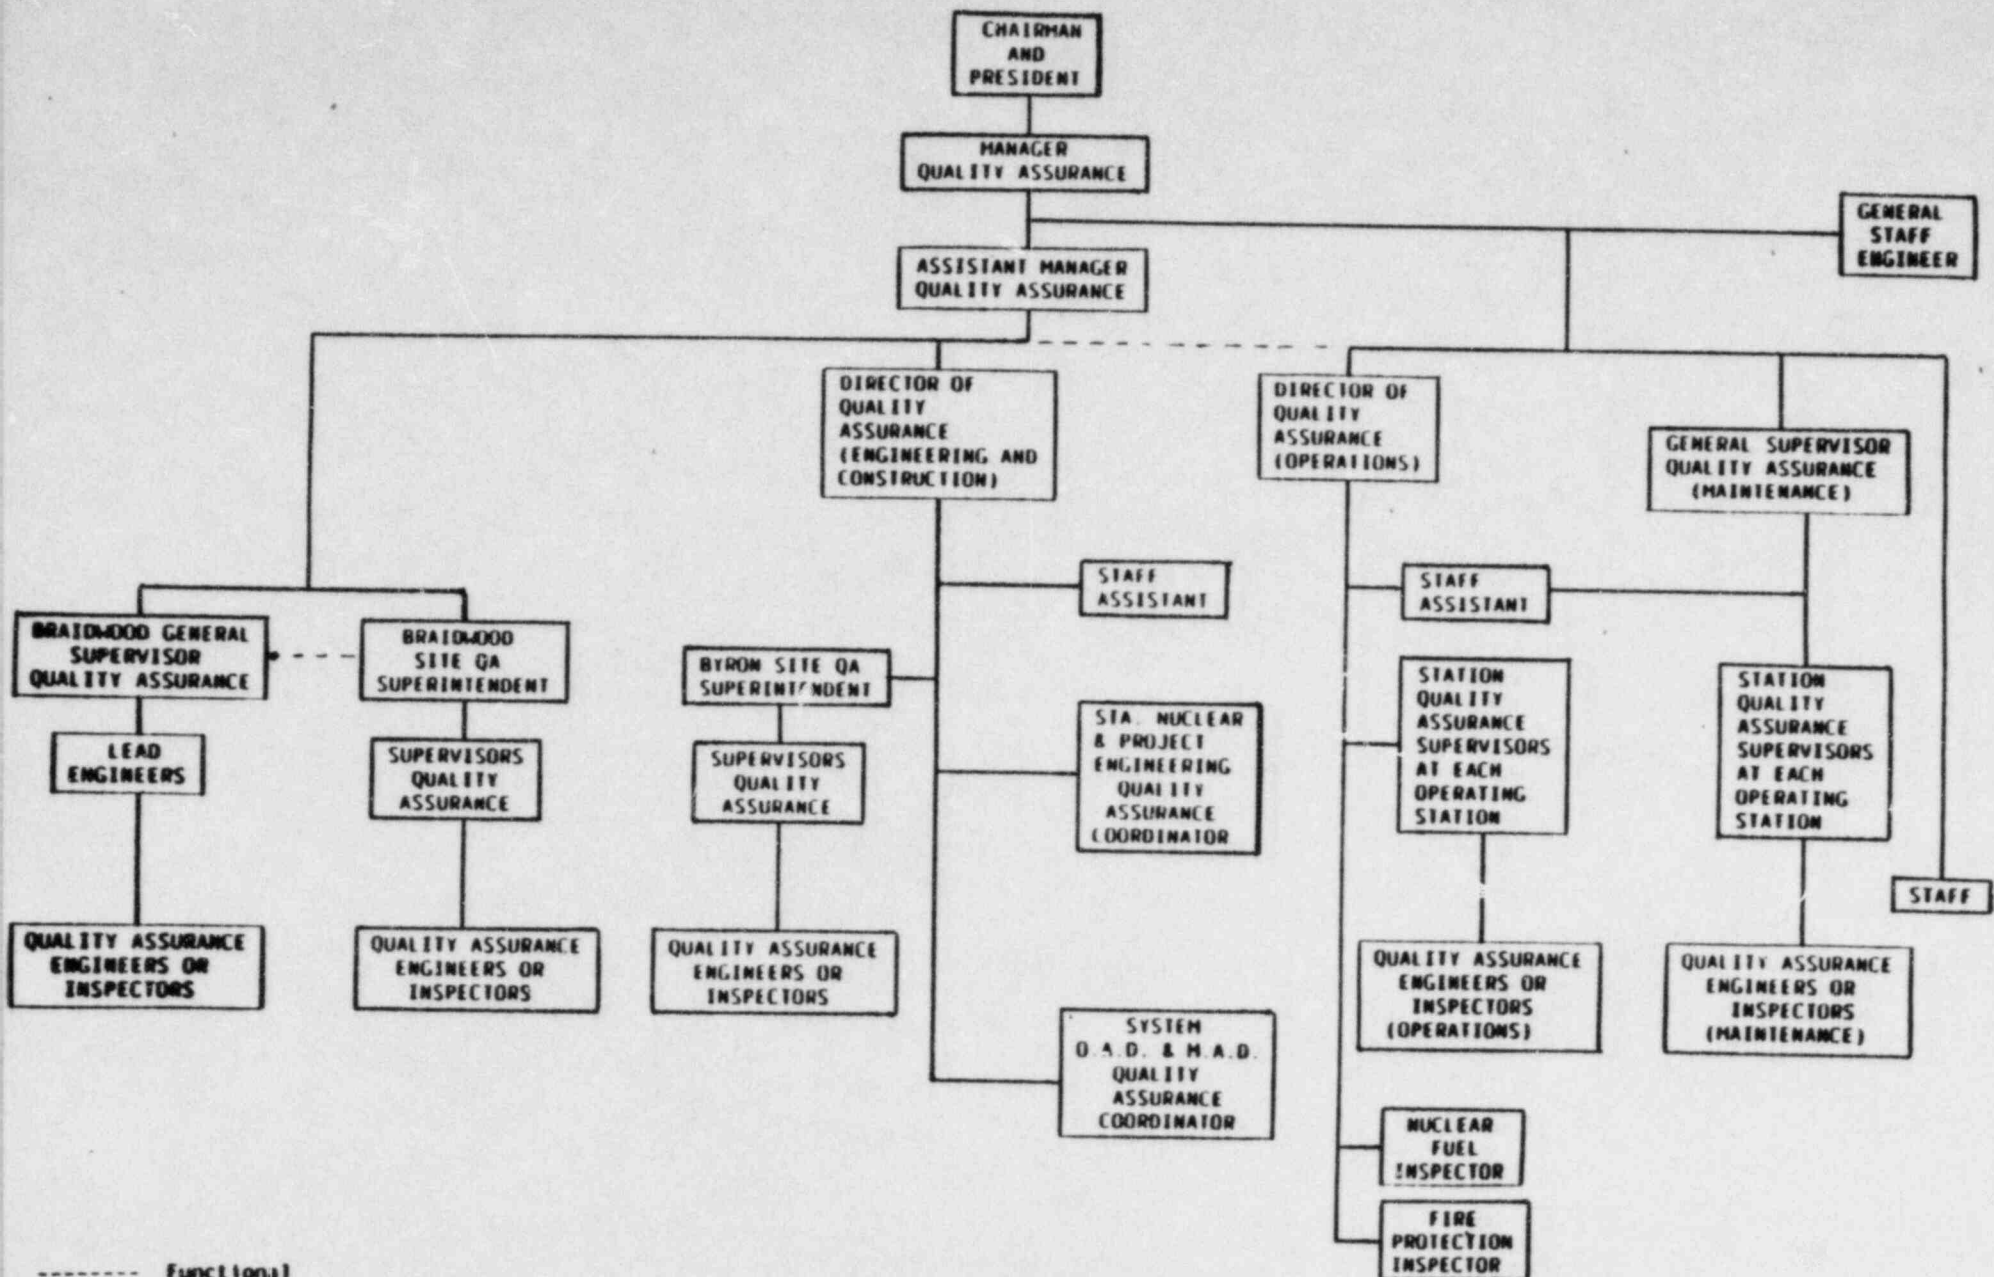 CHAIRMAN
AND
PRESIDENT
MANAGER
QUALITY ASSURANCE
GENERAL
STAFF
ENGINEER
ASSISTANT MANAGER
QUALITY ASSURANCE
DIRECTOR OF
QUALITY
ASSURANCE
(ENGINEERING AND
CONSTRUCTION)
DIRECTOR OF
QUALITY
ASSURANCE
(OPERATIONS)
GENERAL SUPERVISOR
QUALITY ASSURANCE
(MAINTENANCE)
STAFF
ASSISTANT
STAFF
ASSISTANT
BRAIDWOOD GENERAL
SUPERVISOR
QUALITY ASSURANCE
BRAIDWOOD
SITE QA
SUPERINTENDENT
BYRON SITE QA
SUPERINTENDENT
STATION
QUALITY
ASSURANCE
SUPERVISORS
AT EACH
OPERATING
STATION
STATION
QUALITY
ASSURANCE
SUPERVISORS
AT EACH
OPERATING
STATION
LEAD
ENGINEERS
SUPERVISORS
QUALITY
ASSURANCE
SUPERVISORS
QUALITY
ASSURANCE
STA. NUCLEAR
& PROJECT
ENGINEERING
QUALITY
ASSURANCE
COORDINATOR
STAFF
QUALITY ASSURANCE
ENGINEERS OR
INSPECTORS
QUALITY ASSURANCE
ENGINEERS OR
INSPECTORS
QUALITY ASSURANCE
ENGINEERS OR
INSPECTORS
QUALITY ASSURANCE
ENGINEERS OR
INSPECTORS
(OPERATIONS)
QUALITY ASSURANCE
ENGINEERS OR
INSPECTORS
(MAINTENANCE)
SYSTEM
O.A.D. & M.A.D.
QUALITY
ASSURANCE
COORDINATOR
NUCLEAR
FUEL
INSPECTOR
FIRE
PROTECTION
INSPECTOR
Functional